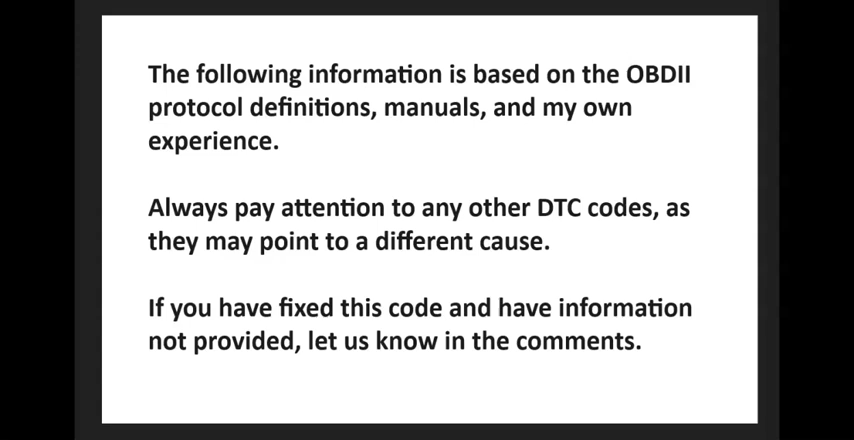 The following information is based on the OBDII
protocol definitions, manuals, and my own
experience.
Always pay attention to any other DTC codes, as
they may point to a different cause.
If you have fixed this code and have information
not provided, let us know in the comments.